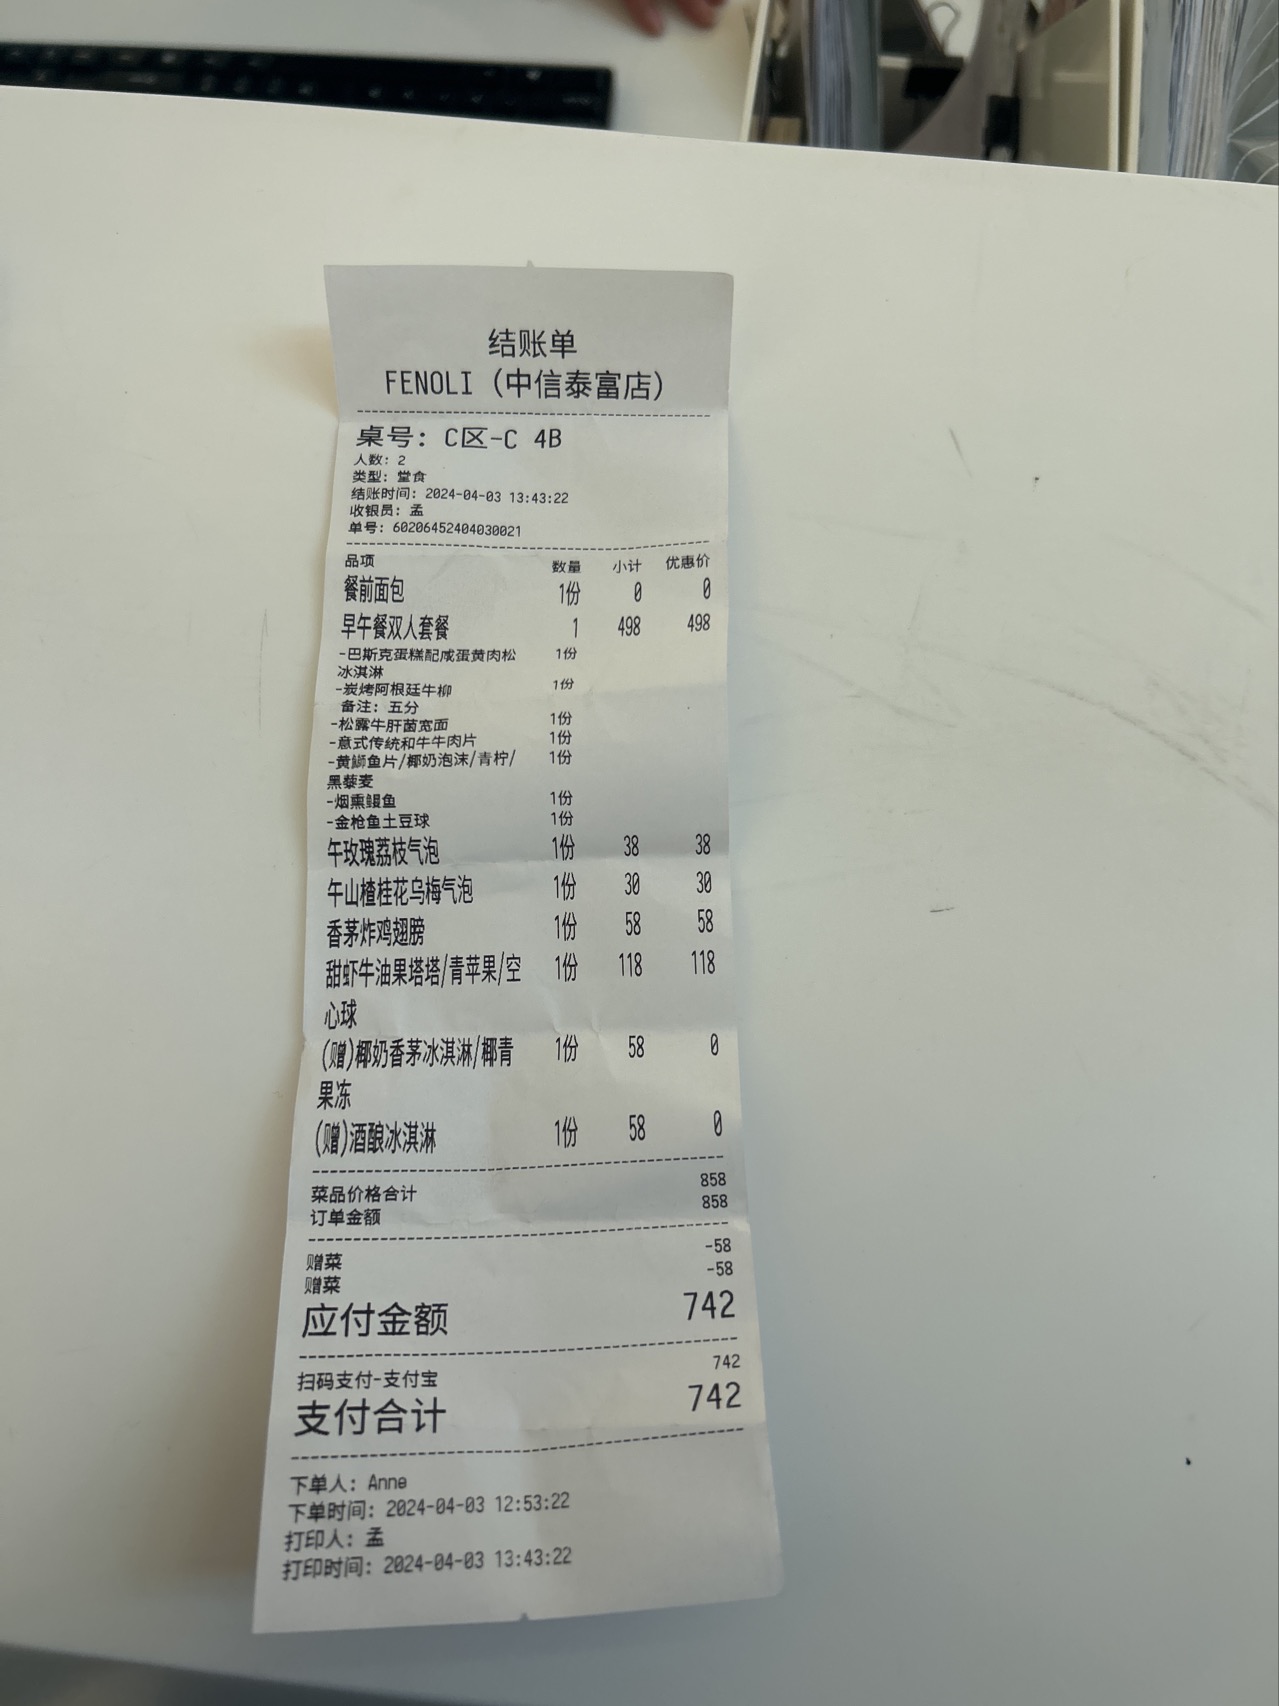 结账单
FENOLI（中信泰富店）
桌号：C区-C 4B
人数：2
类型：堂食
结账时间：2024-04-03 13:43:22
收银员：孟
单号：60206452404030021
品项 数量 小计 优惠价
餐前面包 1份 0 0
早午餐双人套餐 1 498 498
-巴斯克蛋糕配咸蛋黄肉松 1份
冰淇淋
-炭烤阿根廷牛柳 1份
备注：五分
-松露牛肝菌宽面 1份
-意式传统和牛牛肉片 1份
-黄鰤鱼片/椰奶泡沫/青柠/ 1份
黑藜麦
-烟熏鳗鱼 1份
-金枪鱼土豆球 1份
午玫瑰荔枝气泡 1份 38 38
午山楂桂花乌梅气泡 1份 30 30
香茅炸鸡翅膀 1份 58 58
甜虾牛油果塔塔/青苹果/空 1份 118 118
心球
(赠)椰奶香茅冰淇淋/椰青 1份 58 0
果冻
(赠)酒酿冰淇淋 1份 58 0
菜品价格合计 858
订单金额 858
赠菜 -58
赠菜 -58
应付金额 742
扫码支付-支付宝 742
支付合计 742
下单人：Anne
下单时间：2024-04-03 12:53:22
打印人：孟
打印时间：2024-04-03 13:43:22